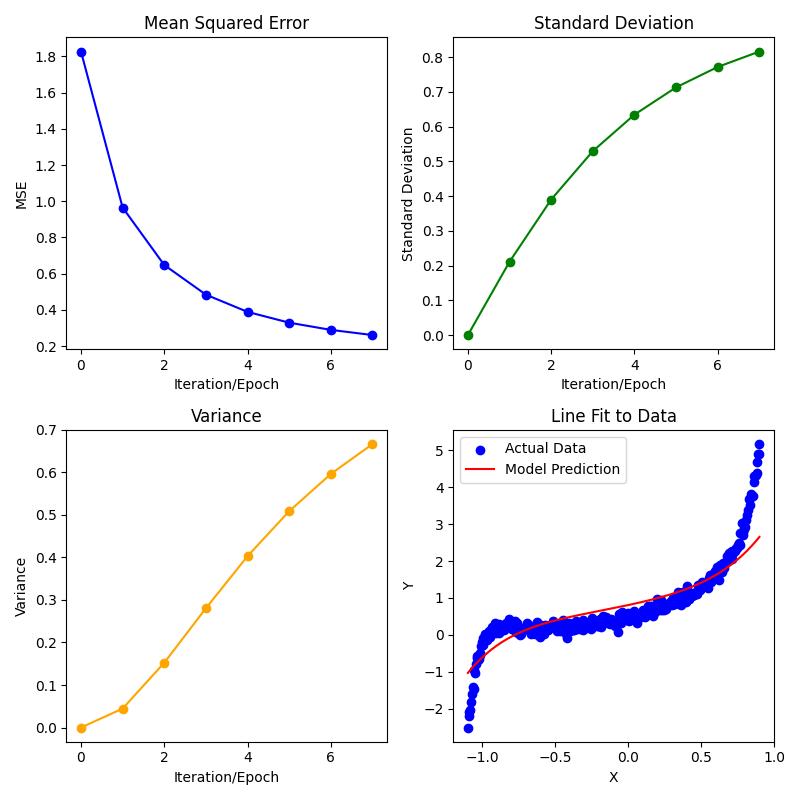 Mean Squared Error
MSE
1.8
1.6
1.4
1.2
1.0
0.8
0.6
0.4
0.2
0 2 4 6
Iteration/Epoch
Standard Deviation
Standard Deviation
0.8
0.7
0.6
0.5
0.4
0.3
0.2
0.1
0.0
0 2 4 6
Iteration/Epoch
Variance
Variance
0.7
0.6
0.5
0.4
0.3
0.2
0.1
0.0
0 2 4 6
Iteration/Epoch
Line Fit to Data
Actual Data
Model Prediction
Y
5
4
3
2
1
0
−1
−2
−1.0 −0.5 0.0 0.5 1.0
X